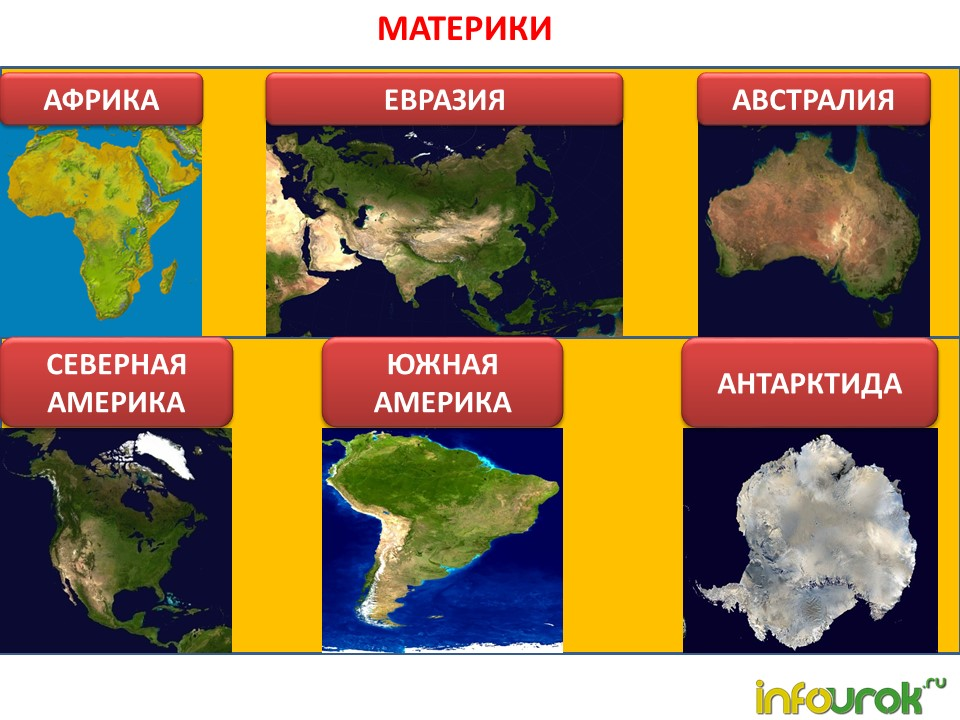 МАТЕРИКИ
АФРИКА
ЕВРАЗИЯ
АВСТРАЛИЯ
СЕВЕРНАЯ
АМЕРИКА
ЮЖНАЯ
АМЕРИКА
АНТАРКТИДА
infourok.ru